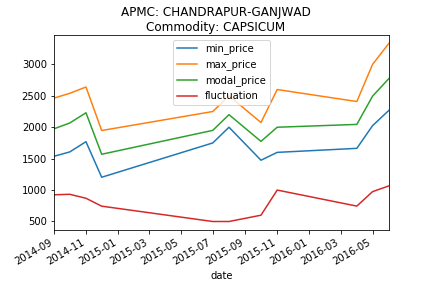 APMC: CHANDRAPUR-GANJWAD
Commodity: CAPSICUM
min_price
max_price
modal_price
fluctuation
3000
2500
2000
1500
1000
500
2014-09
2014-11
2015-01
2015-03
2015-05
2015-07
2015-09
2015-11
2016-01
2016-03
2016-05
date